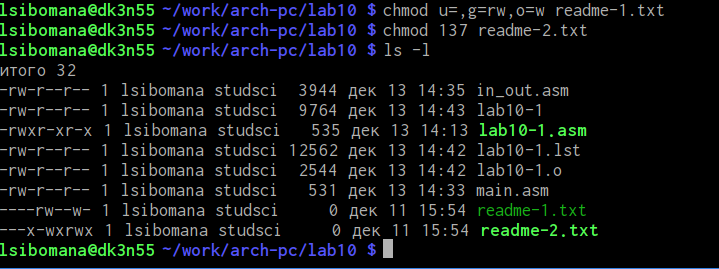 lsibomana@dk3n55 ~/work/arch-pc/lab10 $ chmod u=,g=rw,o=w readme-1.txt
lsibomana@dk3n55 ~/work/arch-pc/lab10 $ chmod 137 readme-2.txt
lsibomana@dk3n55 ~/work/arch-pc/lab10 $ ls -l
итого 32
-rw-r--r-- 1 lsibomana studsci  3944 дек 13 14:35 in_out.asm
-rw-r--r-- 1 lsibomana studsci  9764 дек 13 14:43 lab10-1
-rwxr-xr-x 1 lsibomana studsci   535 дек 13 14:13 lab10-1.asm
-rw-r--r-- 1 lsibomana studsci 12562 дек 13 14:42 lab10-1.lst
-rw-r--r-- 1 lsibomana studsci  2544 дек 13 14:42 lab10-1.o
-rw-r--r-- 1 lsibomana studsci   531 дек 13 14:33 main.asm
----rw--w- 1 lsibomana studsci     0 дек 11 15:54 readme-1.txt
---x-wxrwx 1 lsibomana studsci     0 дек 11 15:54 readme-2.txt
lsibomana@dk3n55 ~/work/arch-pc/lab10 $